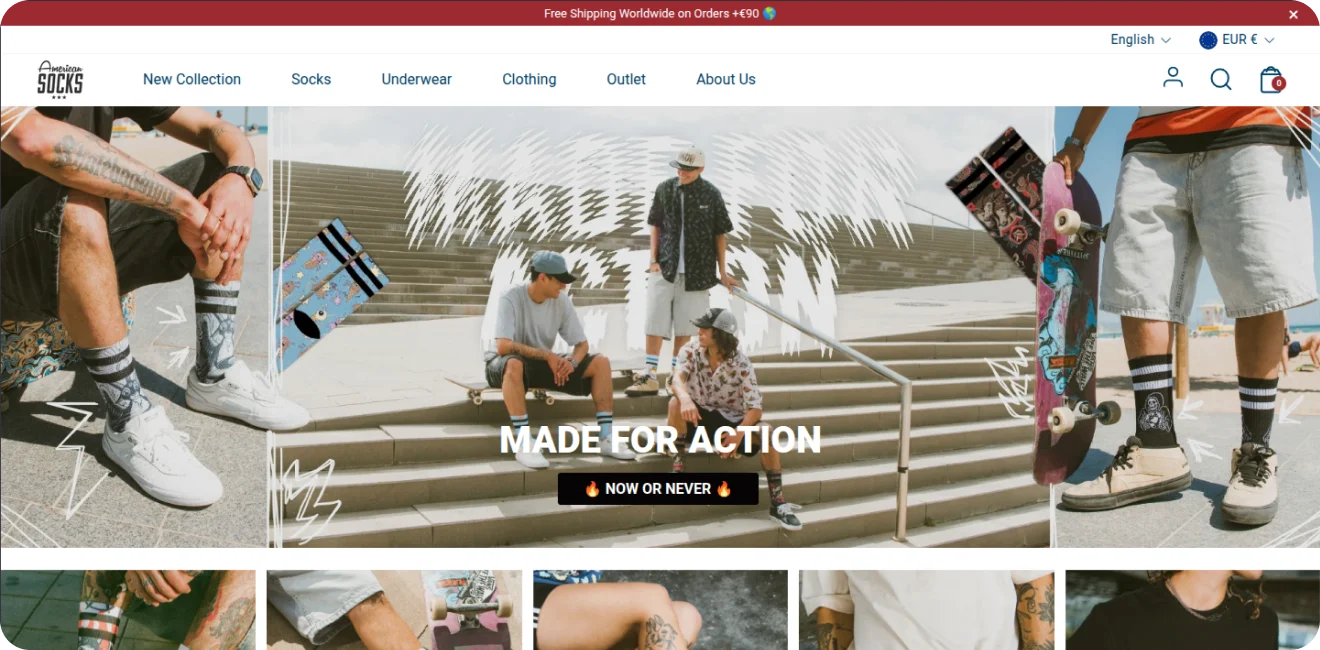 Free Shipping Worldwide on Orders +€90 🌎
English
EUR €
American
SOCKS
New Collection
Socks
Underwear
Clothing
Outlet
About Us
0
MADE FOR ACTION
🔥 NOW OR NEVER 🔥